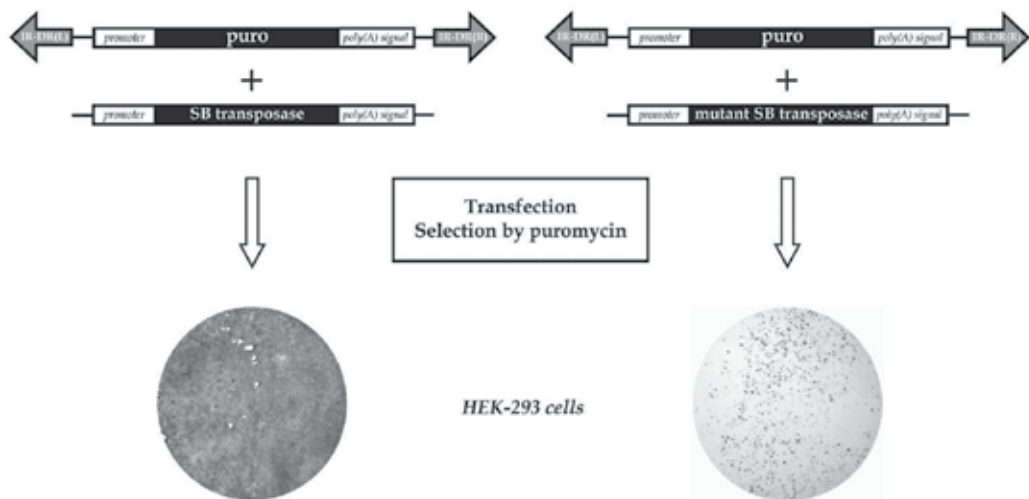 IR-DR(L) promoter puro poly(A) signal IR-DR(R) IR-DR(L) promoter puro poly(A) signal IR-DR(R)
+ +
promoter SB transposase poly(A) signal promoter mutant SB transposase poly(A) signal
Transfection
Selection by puromycin
HEK-293 cells